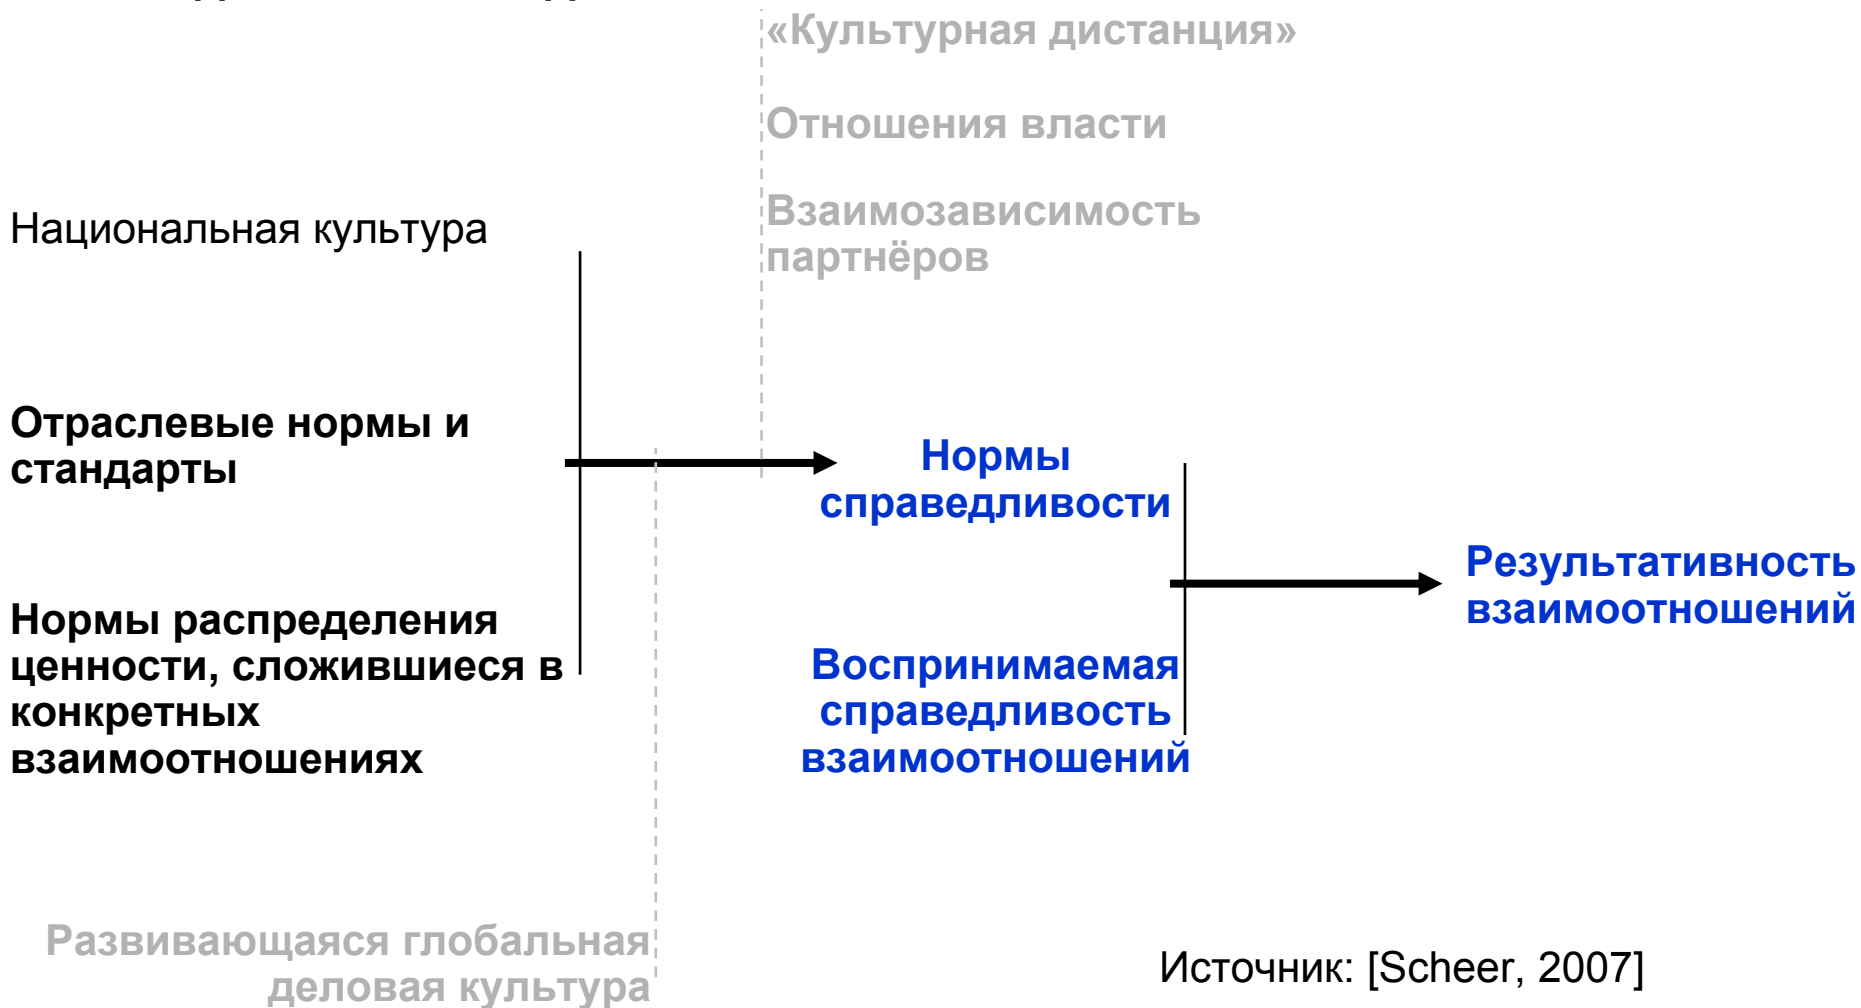 «Культурная дистанция»
Отношения власти
Взаимозависимость
партнёров
Национальная культура
Отраслевые нормы и
стандарты
Нормы
справедливости
Результативность
взаимоотношений
Нормы распределения
ценности, сложившиеся в
конкретных
взаимоотношениях
Воспринимаемая
справедливость
взаимоотношений
Развивающаяся глобальная
деловая культура
Источник: [Scheer, 2007]